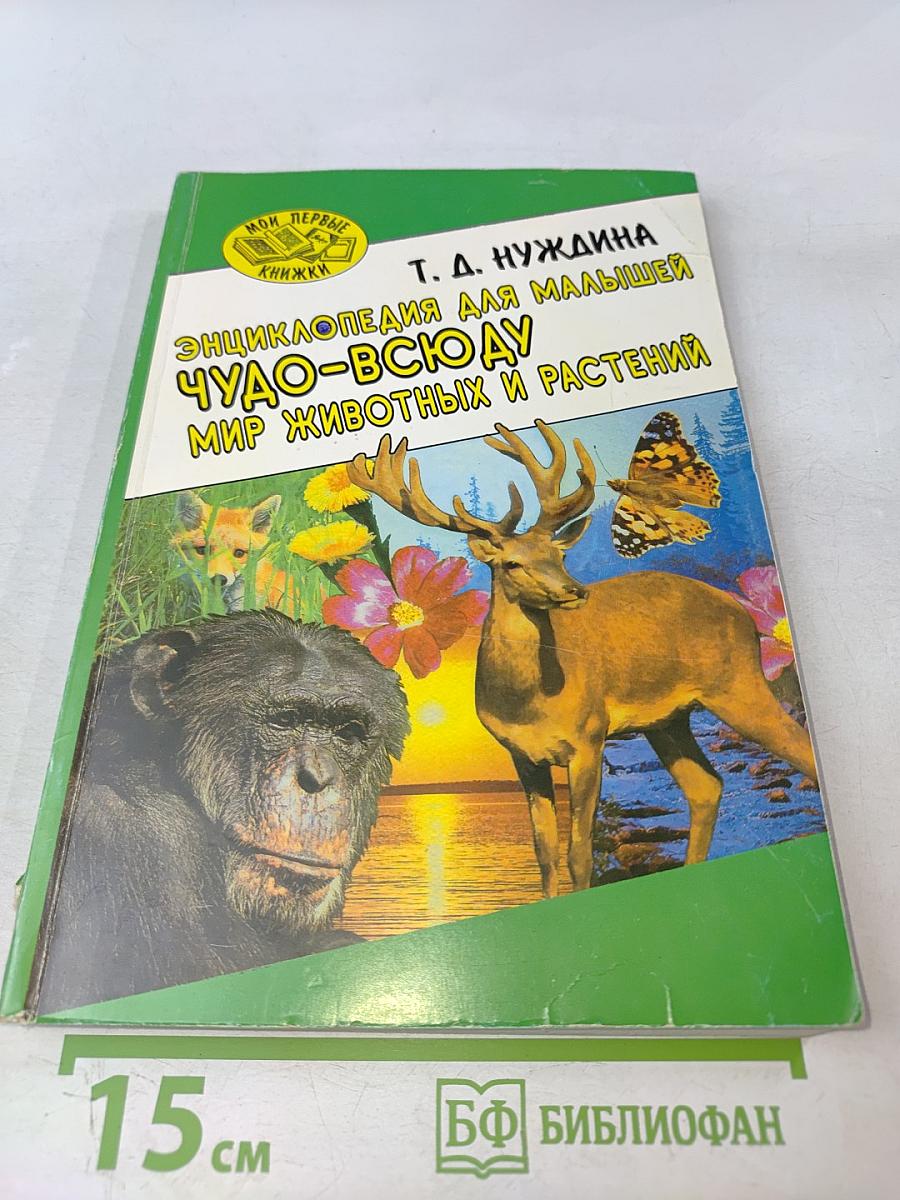 МОИ ПЕРВЫЕ
КНИЖКИ
Т. Д. НУЖДИНА
ЭНЦИКЛОПЕДИЯ ДЛЯ МАЛЫШЕЙ
ЧУДО-ВСЮДУ
МИР ЖИВОТНЫХ И РАСТЕНИЙ
15 см
БФ БИБЛИОФАН